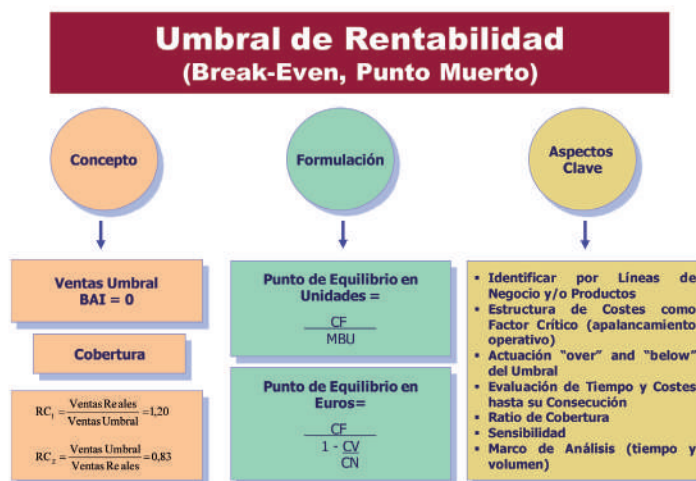 Umbral de Rentabilidad
(Break-Even, Punto Muerto)
Concepto
Ventas Umbral
BAI = 0
Cobertura
RC₁ = Ventas Reales / Ventas Umbral = 1,20
RC₂ = Ventas Umbral / Ventas Reales = 0,83
Formulación
Punto de Equilibrio en
Unidades =
CF
MBU
Punto de Equilibrio en
Euros=
CF
1 - CV
CN
Aspectos
Clave
▪ Identificar por Líneas de
Negocio y/o Productos
▪ Estructura de Costes como
Factor Crítico (apalancamiento
operativo)
▪ Actuación “over” and “below”
del Umbral
▪ Evaluación de Tiempo y Costes
hasta su Consecución
▪ Ratio de Cobertura
▪ Sensibilidad
▪ Marco de Análisis (tiempo y
volumen)